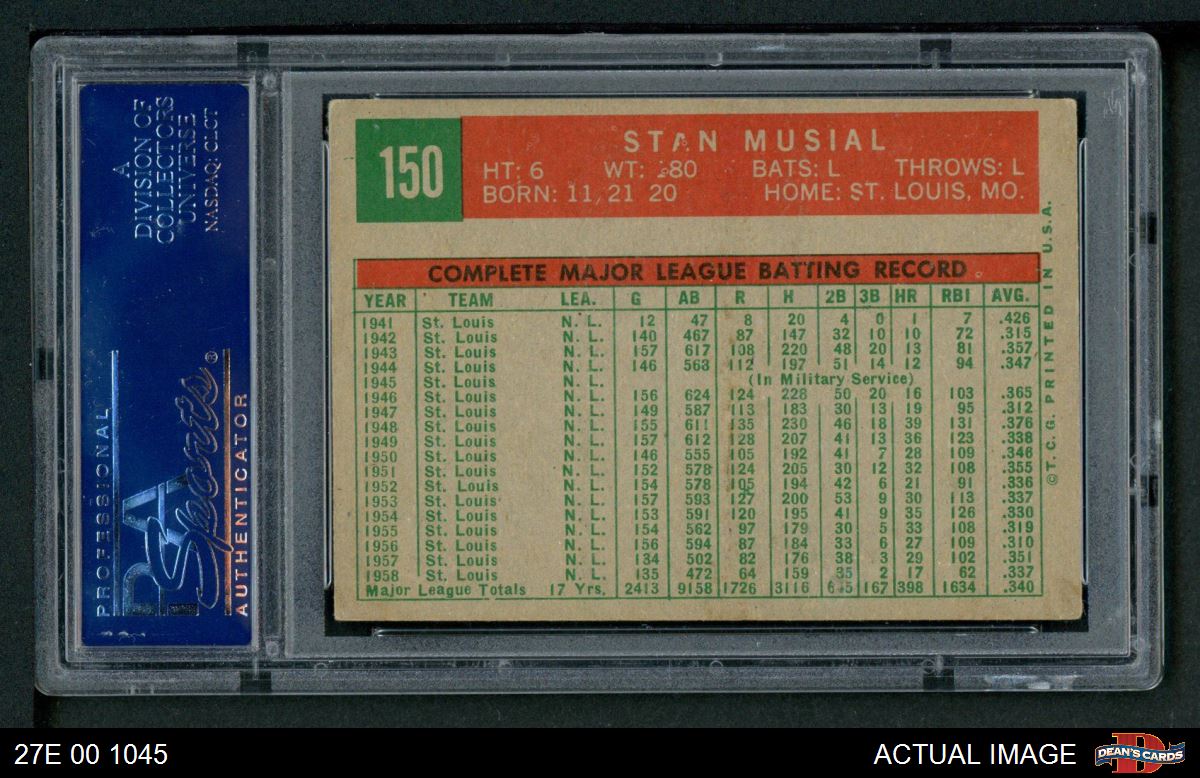 A
DIVISION OF
COLLECTORS
UNIVERSE
NASDAQ: CLCT
PROFESSIONAL
PSA
Sports®
AUTHENTICATOR
150
STAN MUSIAL
HT: 6 WT: 80 BATS: L THROWS: L
BORN: 11, 21 20 HOME: ST. LOUIS, MO.
COMPLETE MAJOR LEAGUE BATTING RECORD
YEAR TEAM LEA. G AB R H 2B 3B HR RBI AVG.
1941 St. Louis N. L. 12 47 8 20 4 0 1 7 .426
1942 St. Louis N. L. 140 467 87 147 32 10 10 72 .315
1943 St. Louis N. L. 157 617 108 220 48 20 13 81 .357
1944 St. Louis N. L. 146 563 112 197 51 14 12 94 .347
1945 St. Louis N. L. (In Military Service)
1946 St. Louis N. L. 156 624 124 228 50 20 16 103 .365
1947 St. Louis N. L. 149 587 113 183 30 13 19 95 .312
1948 St. Louis N. L. 155 611 135 230 46 18 39 131 .376
1949 St. Louis N. L. 157 612 128 207 41 13 36 123 .338
1950 St. Louis N. L. 146 555 105 192 41 7 28 109 .346
1951 St. Louis N. L. 152 578 124 205 30 12 32 108 .355
1952 St. Louis N. L. 154 578 105 194 42 6 21 91 .336
1953 St. Louis N. L. 157 593 127 200 53 9 30 113 .337
1954 St. Louis N. L. 153 591 120 195 41 9 35 126 .330
1955 St. Louis N. L. 154 562 97 179 30 5 33 108 .319
1956 St. Louis N. L. 156 594 87 184 33 6 27 109 .310
1957 St. Louis N. L. 134 502 82 176 38 3 29 102 .351
1958 St. Louis N. L. 135 472 64 159 35 2 17 62 .337
Major League Totals 17 Yrs. 2413 9158 1726 3116 645 167 398 1634 .340
©T.C.G. PRINTED IN U.S.A.
27E 00 1045
ACTUAL IMAGE
DEAN'S CARDS